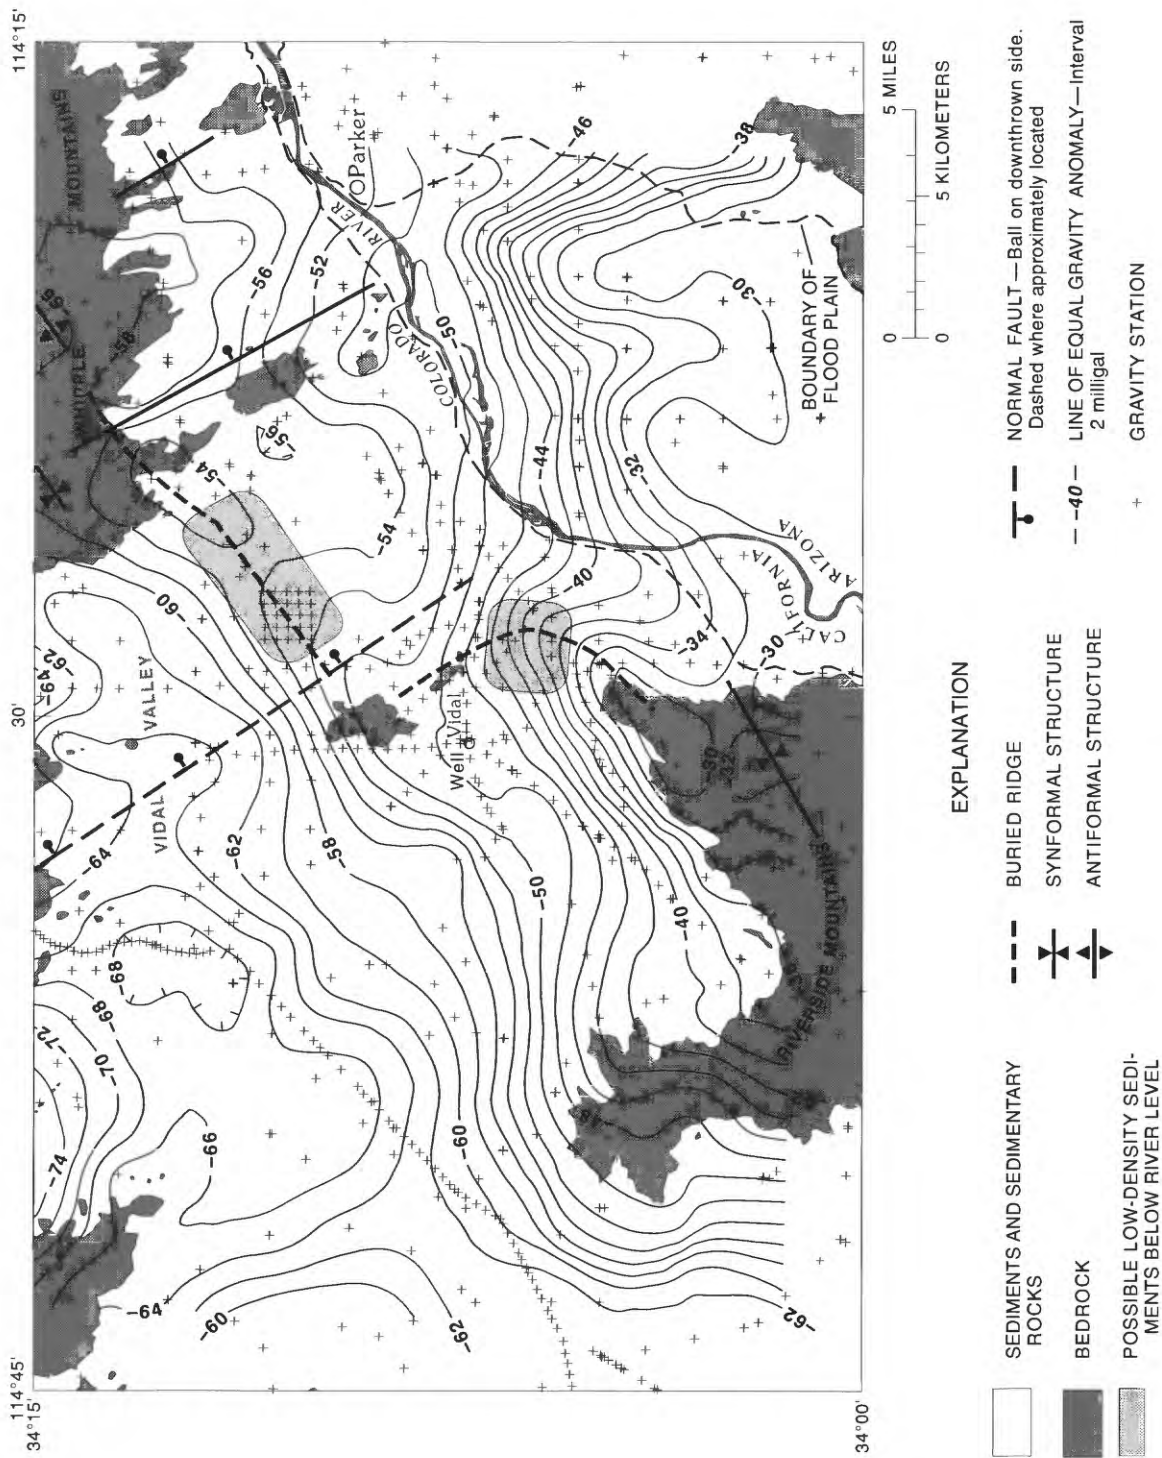 114°45'
34°15'
30'
114°15'
34°00'
WHIPPLE
MOUNTAINS
VIDAL
VALLEY
Vidal
Well
Parker
COLORADO
RIVER
CALIFORNIA
ARIZONA
RIVERSIDE MOUNTAINS
BOUNDARY OF
FLOOD PLAIN
-74
-72
-70
-68
-68
-66
-64
-60
-62
-62
-60
-64
-62
-58
-50
-40
-64
-62
60
-54
-56
-54
-58
-56
-52
-50
-46
-44
-40
-38
-34
-32
-30
-30
-30
-32
0 5 MILES
0 5 KILOMETERS
EXPLANATION
SEDIMENTS AND SEDIMENTARY
ROCKS
BEDROCK
POSSIBLE LOW-DENSITY SEDI-
MENTS BELOW RIVER LEVEL
BURIED RIDGE
SYNFORMAL STRUCTURE
ANTIFORMAL STRUCTURE
NORMAL FAULT—Ball on downthrown side.
Dashed where approximately located
--40— LINE OF EQUAL GRAVITY ANOMALY—Interval
2 milligal
+ GRAVITY STATION